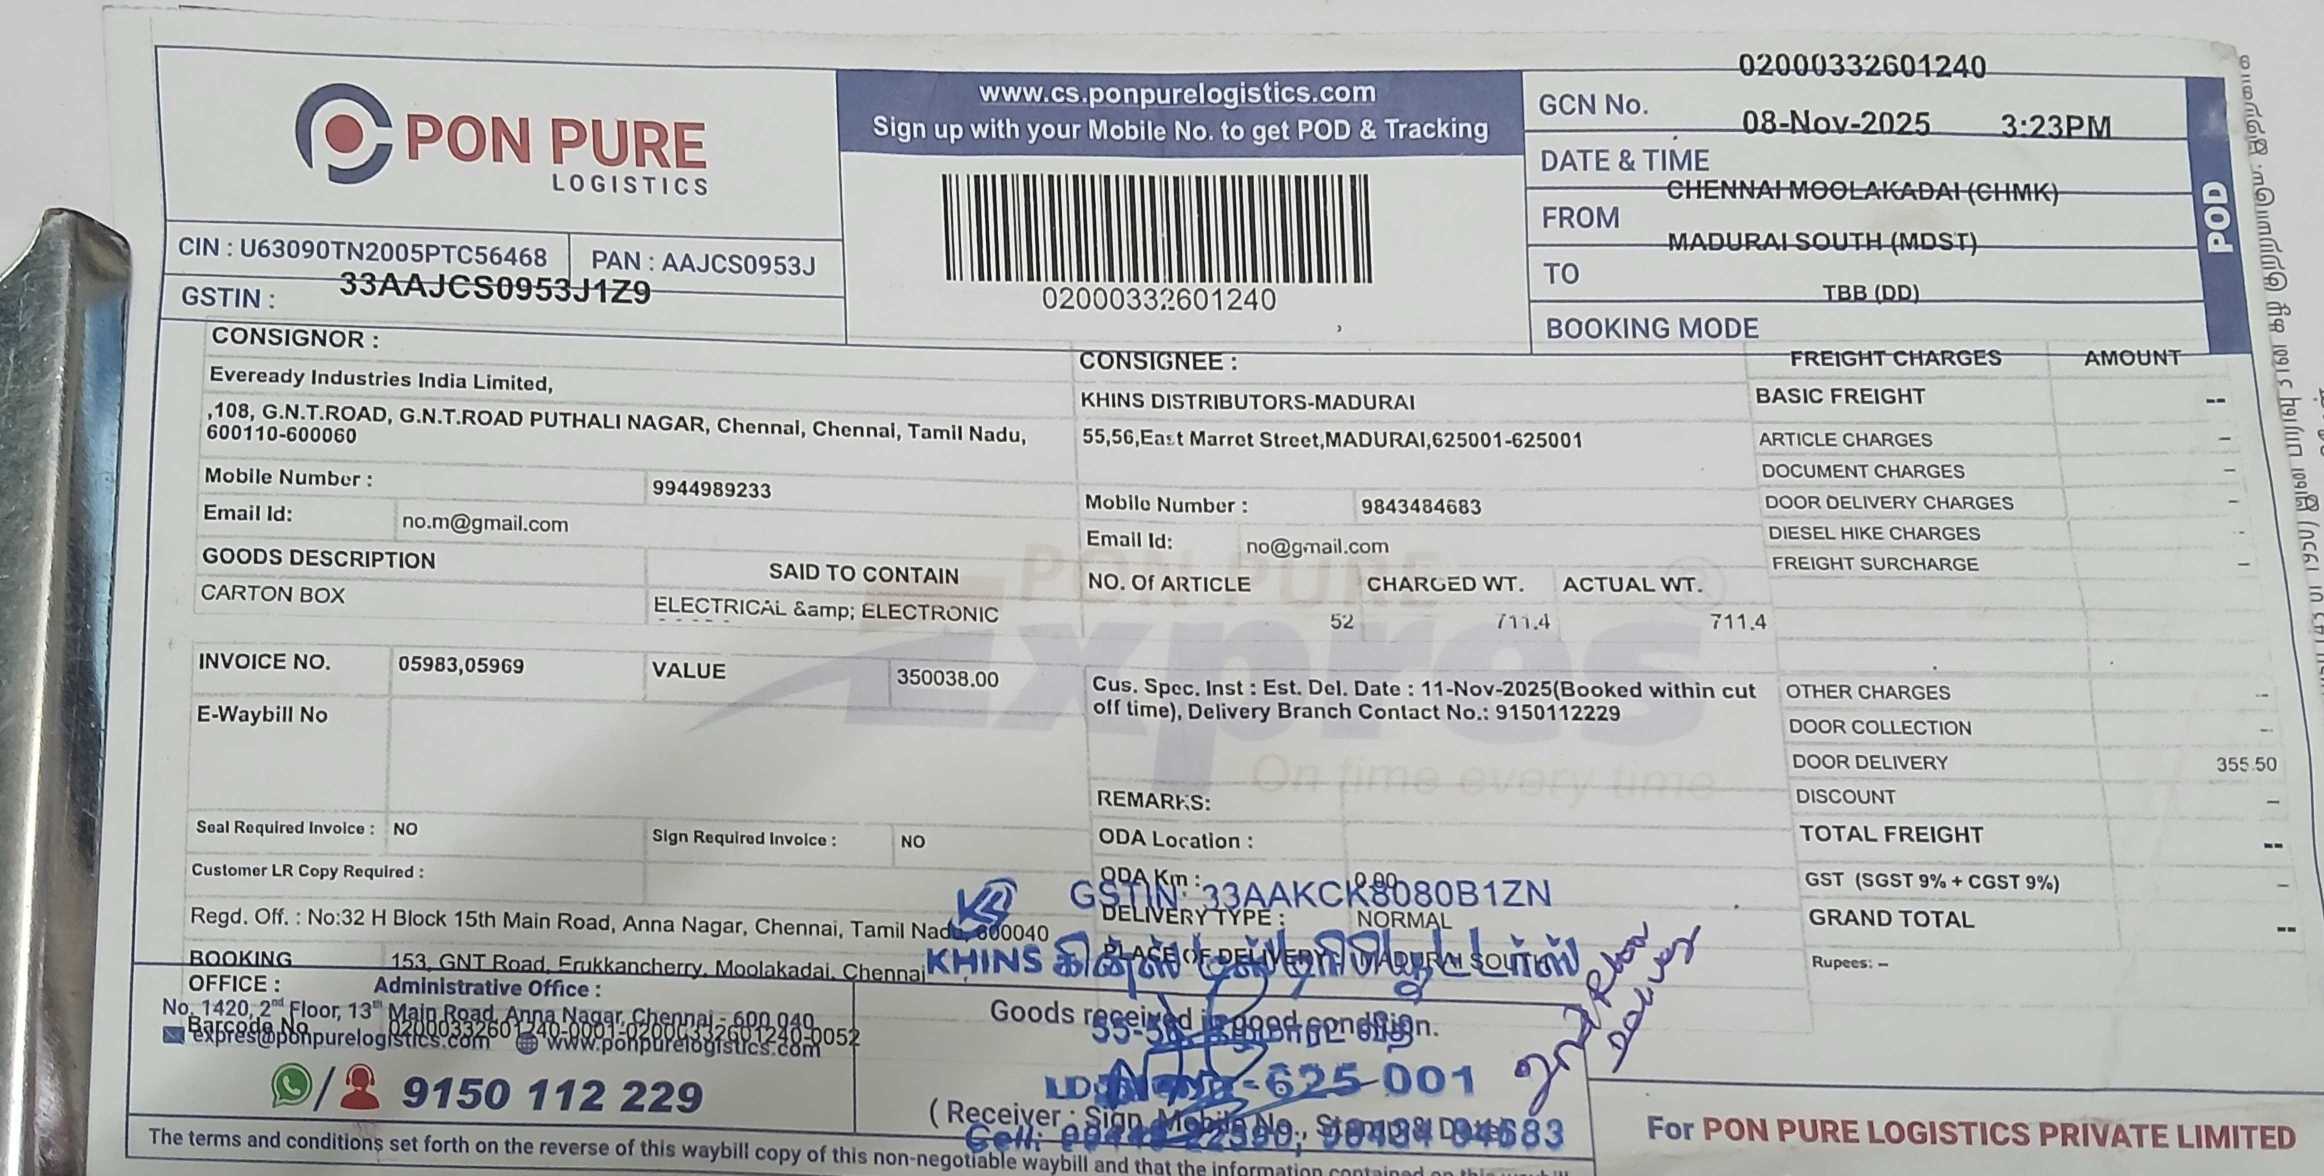 PON PURE
LOGISTICS
CIN : U63090TN2005PTC56468
PAN : AAJCS0953J
GSTIN :
33AAJCS0953J1Z9
www.cs.ponpurelogistics.com
Sign up with your Mobile No. to get POD & Tracking
02000332601240
02000332601240
GCN No.
08-Nov-2025 3:23PM
DATE & TIME
CHENNAI MOOLAKADAI (CHMK)
FROM
MADURAI SOUTH (MDST)
TO
TBB (DD)
BOOKING MODE
POD
CONSIGNOR :
Eveready Industries India Limited,
,108, G.N.T.ROAD, G.N.T.ROAD PUTHALI NAGAR, Chennai, Chennai, Tamil Nadu,
600110-600060
Mobile Number :
9944989233
Email Id:
no.m@gmail.com
GOODS DESCRIPTION
SAID TO CONTAIN
CARTON BOX
ELECTRICAL &amp; ELECTRONIC
INVOICE NO.
05983,05969
VALUE
350038.00
E-Waybill No
Seal Required Invoice : NO
Sign Required Invoice : NO
Customer LR Copy Required :
Regd. Off. : No:32 H Block 15th Main Road, Anna Nagar, Chennai, Tamil Nadu, 600040
BOOKING
OFFICE :
153, GNT Road, Erukkancherry, Moolakadai, Chennai
Administrative Office :
No. 1420, 2nd Floor, 13th Main Road, Anna Nagar, Chennai - 600 040
Barcode No
02000332601240-0001-02000332601240-0052
expres@ponpurelogistics.com www.ponpurelogistics.com
9150 112 229
CONSIGNEE :
KHINS DISTRIBUTORS-MADURAI
55,56,East Marret Street,MADURAI,625001-625001
Mobile Number :
9843484683
Email Id:
no@gmail.com
NO. Of ARTICLE
CHARGED WT.
ACTUAL WT.
52
711.4
711.4
PON PURE
Expres
On time every time
Cus. Spec. Inst : Est. Del. Date : 11-Nov-2025(Booked within cut
off time), Delivery Branch Contact No.: 9150112229
REMARKS:
ODA Location :
ODA Km :
0.00
GSTIN: 33AAKCK8080B1ZN
DELIVERY TYPE :
NORMAL
PLACE OF DELIVERY
MADURAI SOUTH
KHINS
Goods received in good condition.
625 001
( Receiver : Sign, Mobile No., Stamp & Date
Cell:
Door
Delivery
FREIGHT CHARGES
AMOUNT
BASIC FREIGHT --
ARTICLE CHARGES –
DOCUMENT CHARGES –
DOOR DELIVERY CHARGES –
DIESEL HIKE CHARGES -
FREIGHT SURCHARGE –
OTHER CHARGES --
DOOR COLLECTION --
DOOR DELIVERY 355.50
DISCOUNT –
TOTAL FREIGHT --
GST (SGST 9% + CGST 9%) –
GRAND TOTAL --
Rupees: –
For PON PURE LOGISTICS PRIVATE LIMITED
The terms and conditions set forth on the reverse of this waybill copy of this non-negotiable waybill and that the information contained on this waybill